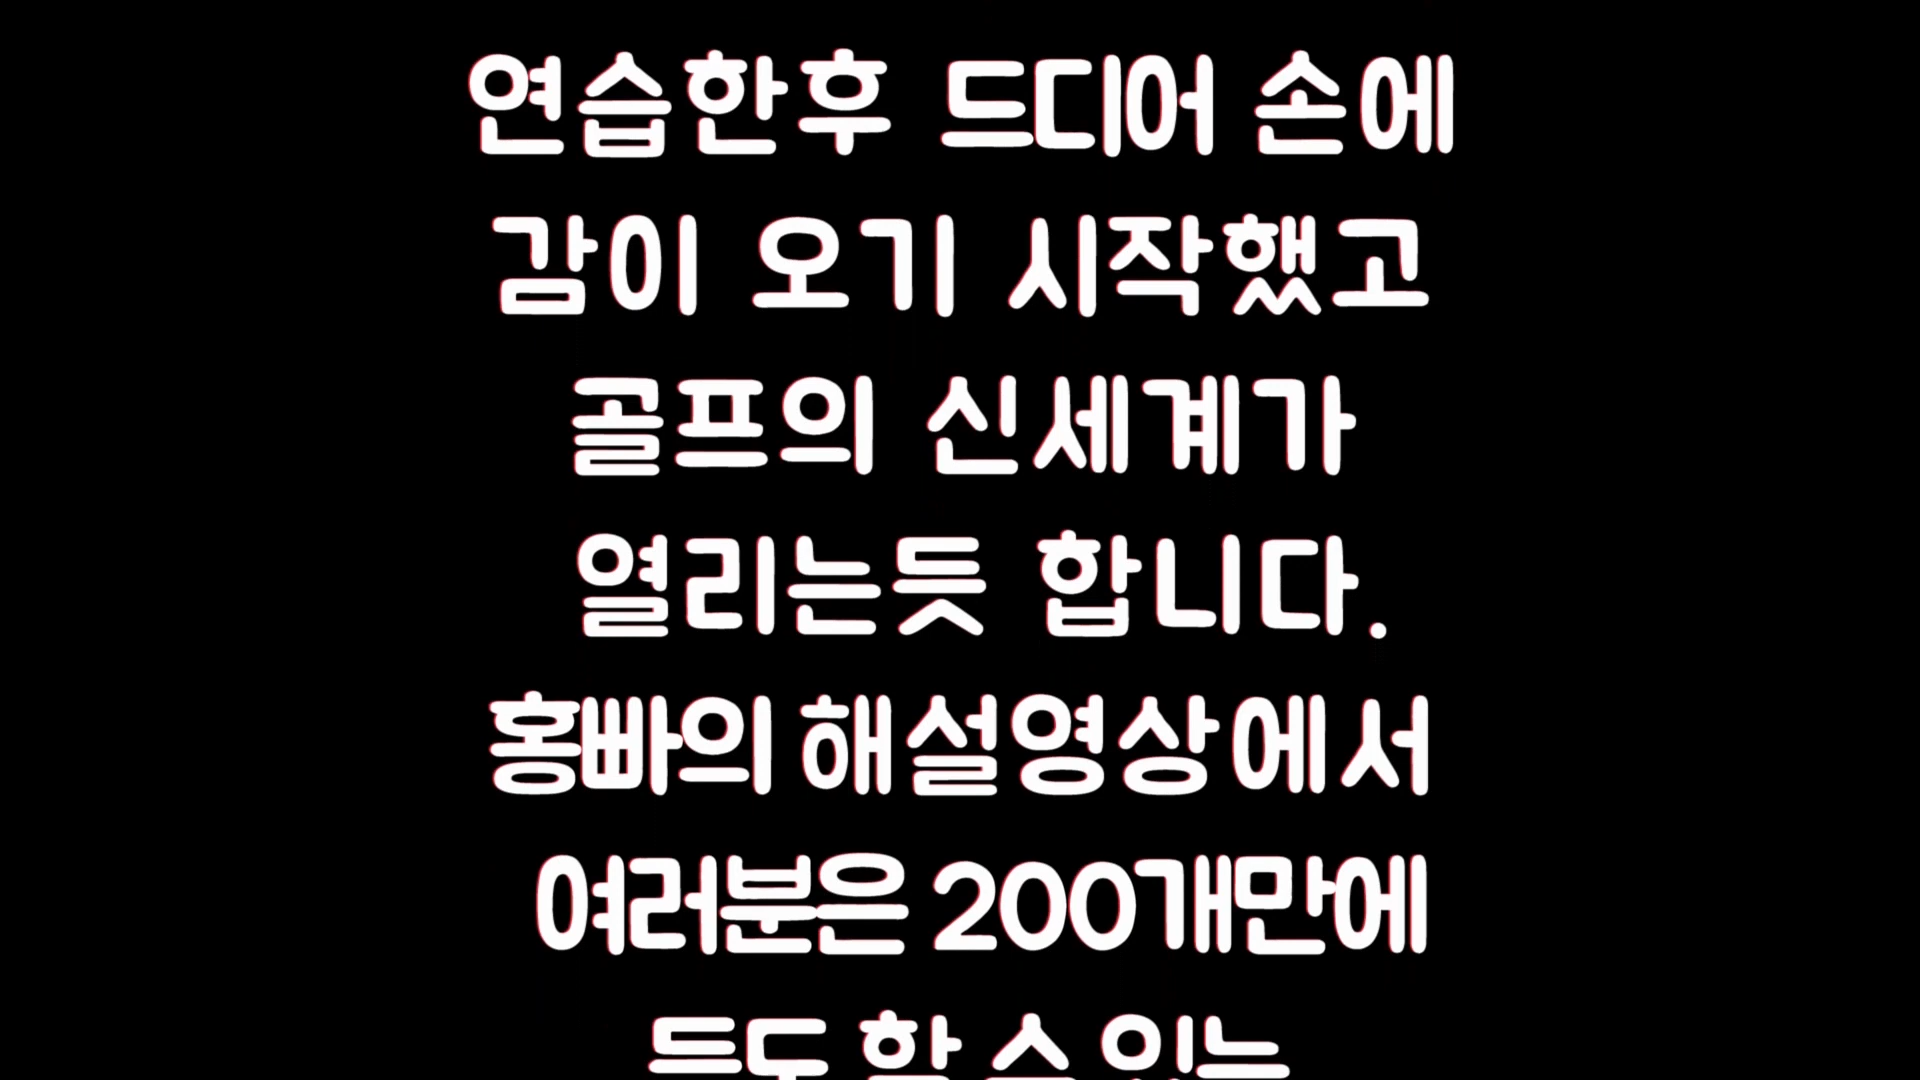 연습한후 드디어 손에
감이 오기 시작했고
골프의 신세계가
열리는듯 합니다.
홍빠의 해설영상에서
여러분은 200개만에